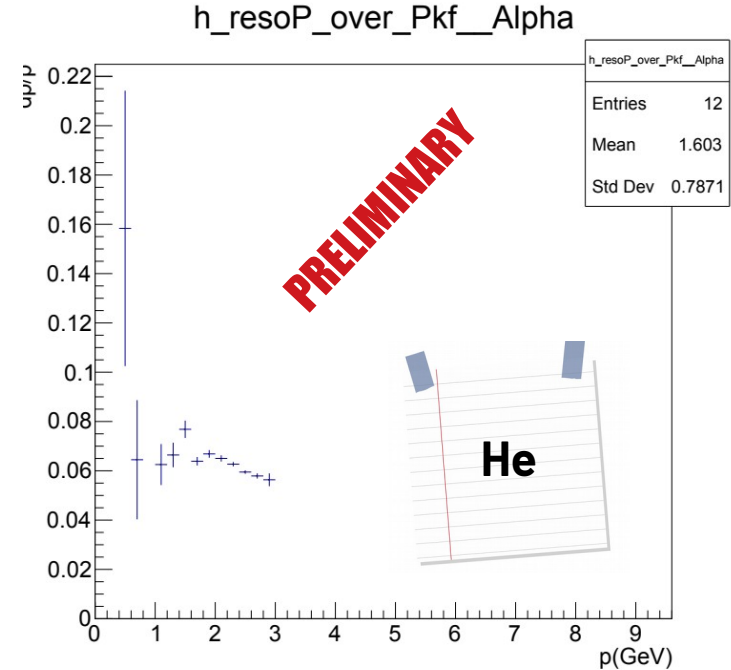 h_resoP_over_Pkf__Alpha
h_resoP_over_Pkf__Alpha
Entries 12
Mean 1.603
Std Dev 0.7871
dp/p
0.22
0.2
0.18
0.16
0.14
0.12
0.1
0.08
0.06
0.04
0.02
0
PRELIMINARY
He
0 1 2 3 4 5 6 7 8 9
p(GeV)